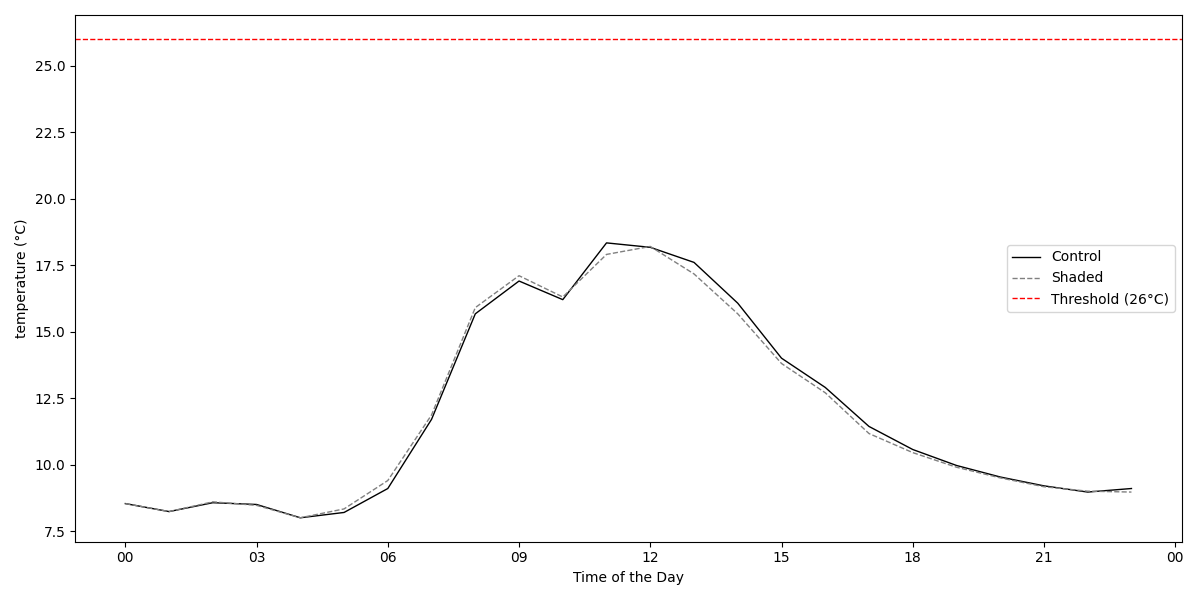 25.0
22.5
20.0
17.5
15.0
12.5
10.0
7.5
temperature (°C)
Control
Shaded
Threshold (26°C)
00 03 06 09 12 15 18 21 00
Time of the Day